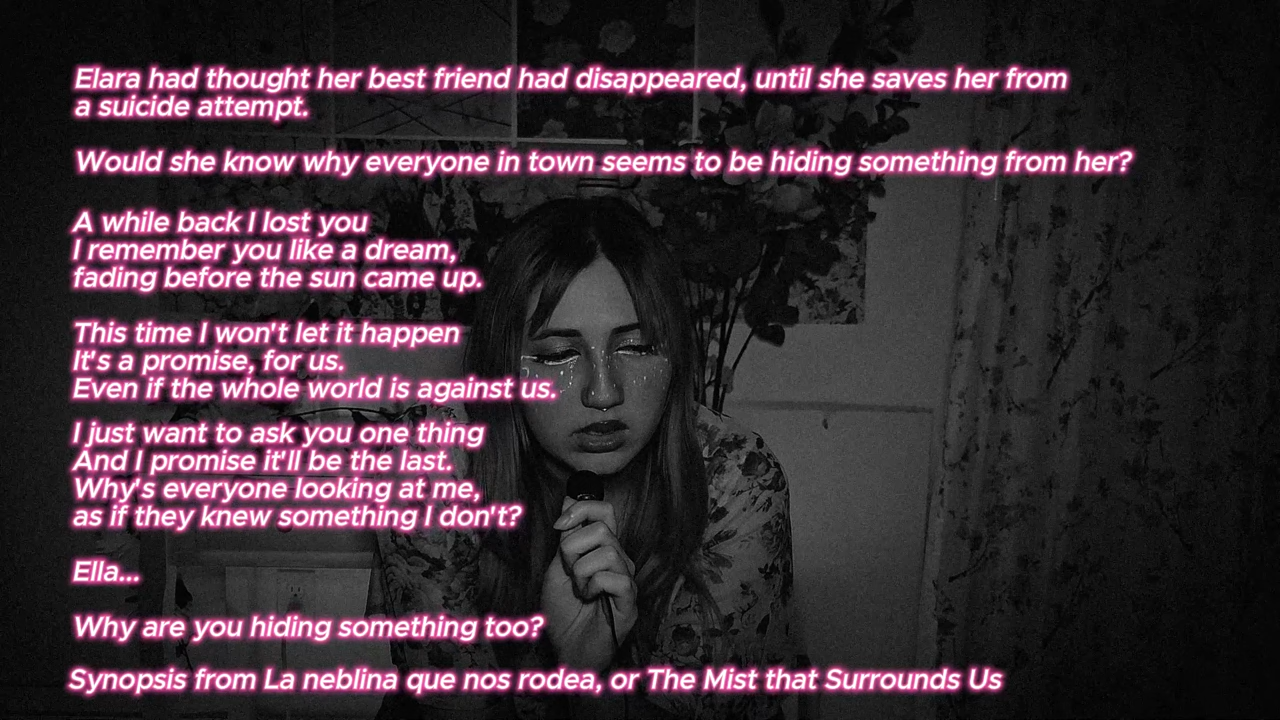 Elara had thought her best friend had disappeared, until she saves her from
a suicide attempt.
Would she know why everyone in town seems to be hiding something from her?
A while back I lost you
I remember you like a dream,
fading before the sun came up.
This time I won't let it happen
It's a promise, for us.
Even if the whole world is against us.
I just want to ask you one thing
And I promise it'll be the last.
Why's everyone looking at me,
as if they knew something I don't?
Ella...
Why are you hiding something too?
Synopsis from La neblina que nos rodea, or The Mist that Surrounds Us